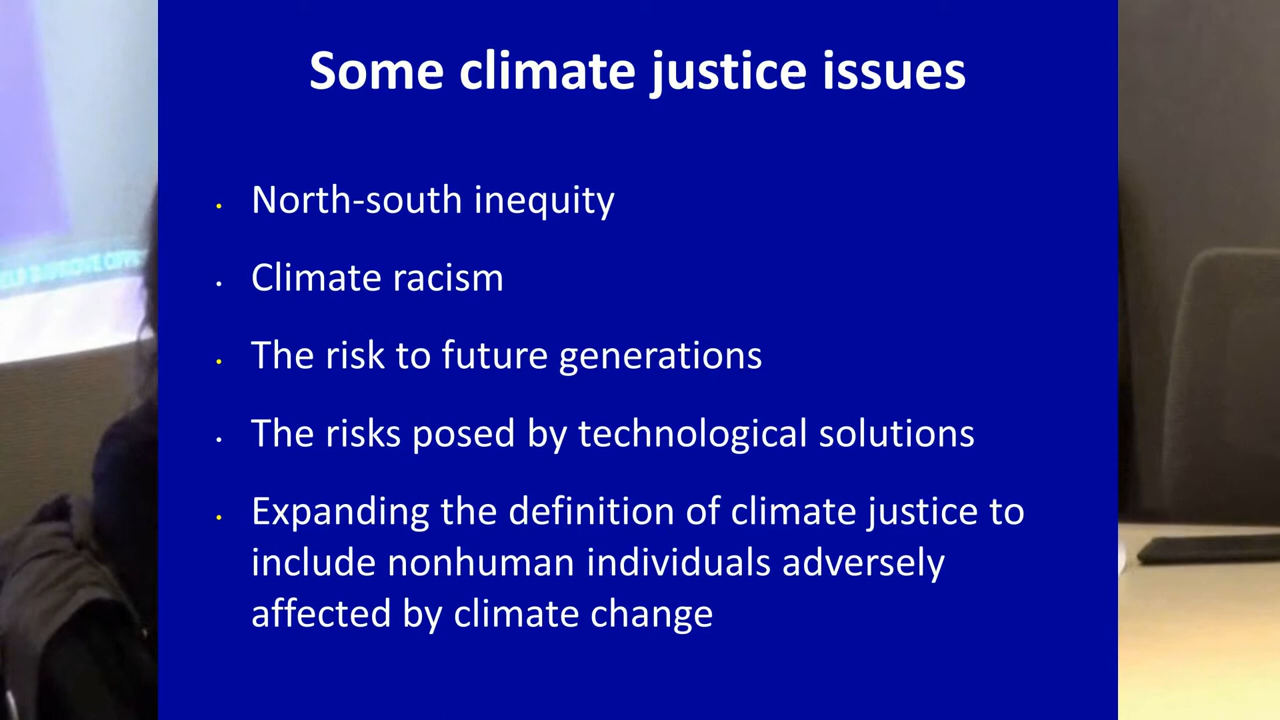 Some climate justice issues
North-south inequity
Climate racism
The risk to future generations
The risks posed by technological solutions
Expanding the definition of climate justice to
include nonhuman individuals adversely
affected by climate change